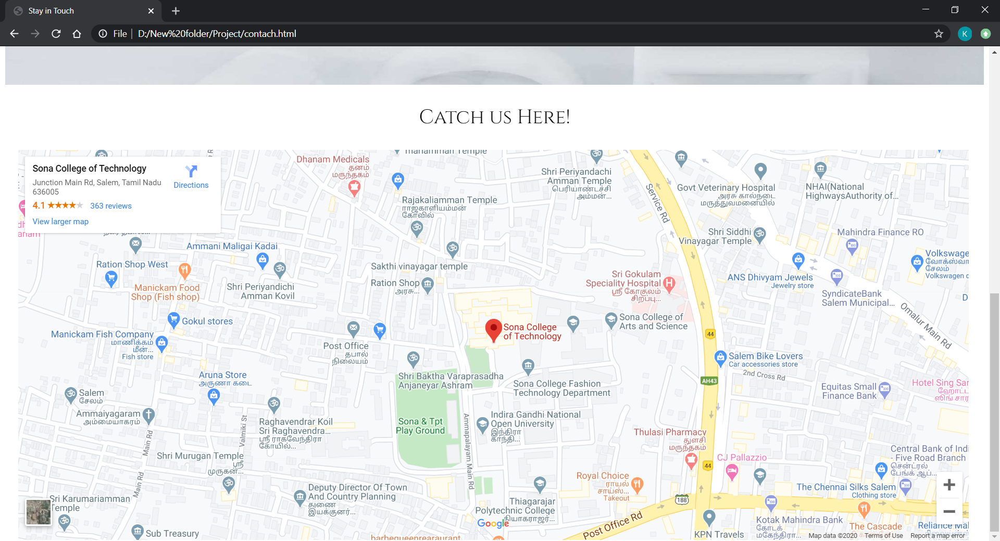 Stay in Touch
File
D:/New%20folder/Project/contach.html
K
Catch us Here!
Sona College of Technology
Junction Main Rd, Salem, Tamil Nadu
636005
4.1
363 reviews
Directions
View larger map
Dhanam Medicals
தனம்
மருந்தகம்
Shri Periyandachi
Amman Temple
பெரியாண்டச்சி
அம்மன்...
Service Rd
Govt Veterinary Hospital
அரசு கால்நடை
மருத்துவமனையில்
NHAI(National
HighwaysAuthority of...
Rajakaliamman Temple
ராஜகாளியம்மன்
கோவில்
Shri Siddhi
Vinayagar Temple
Mahindra Finance RO
Ammani Maligai Kadai
Ration Shop West
Manickam Food
Shop (Fish shop)
Shri Periyandichi
Amman Kovil
Sakthi vinayagar temple
Ration Shop
அரசு...
Sri Gokulam
Speciality Hospital
ஸ்ரீ கோகுலம்
சிறப்பு...
ANS Dhivyam Jewels
Jewelry store
Volkswage
வோக்ஸ்வா
சேலம்
Volkswagen d
SyndicateBank
Salem Municipal...
D
Omalur Main Rd
Gokul stores
Manickam Fish Company
மாணிக்கம்
மீன்...
Fish store
Post Office
தபால்
நிலையம்
Sona College
of Technology
Sona College of
Arts and Science
44
Salem Bike Lovers
Car accessories store
2nd Cross Rd
AH43
Aruna Store
அருணா கடை
Shri Baktha Varaprasadha
Anjaneyar Ashram
Sona College Fashion
Technology Department
Equitas Small
Finance Bank
Hotel Sing Sar
ஹோட்ட
ஸிங் சார
Salem
சேலம்
Ammaiyagaram
அம்மையாகரம்
Raghavendrar Koil
Sri Raghavendra...
ஸ்ரீ ராகவேந்திரா
கோயில்...
Valmiki St
Main Rd
Sona & Tpt
Play Ground
Ammapalayam Main Rd
Indira Gandhi National
Open University
இந்திரா
காந்தி...
Thulasi Pharmacy
துளசி
மருந்தகம்
Shri Murugan Temple
ஸ்ரீ
முருகன்...
CJ Pallazzio
44
Central Bank of Indi
- Five Road Branch
சென்ட்ரல்
பேங்க் ஆப்...
Main Rd
Royal Choice
ராயல்
சாய்ஸ்...
Takeout
The Chennai Silks Salem
Clothing store
Sri Karumariamman
Temple
Deputy Director Of Town
And Country Planning
துணை
இயக்குனர்...
Thiagarajar
Polytechnic College
தியாகராஜர்...
188
Post Office Rd
Google
Kotak Mahindra Bank
கோடக்
மகேந்திரா...
The Cascade
Reliance Mal
Sub Treasury
KPN Travels
Map data ©2020
Terms of Use
Report a map error